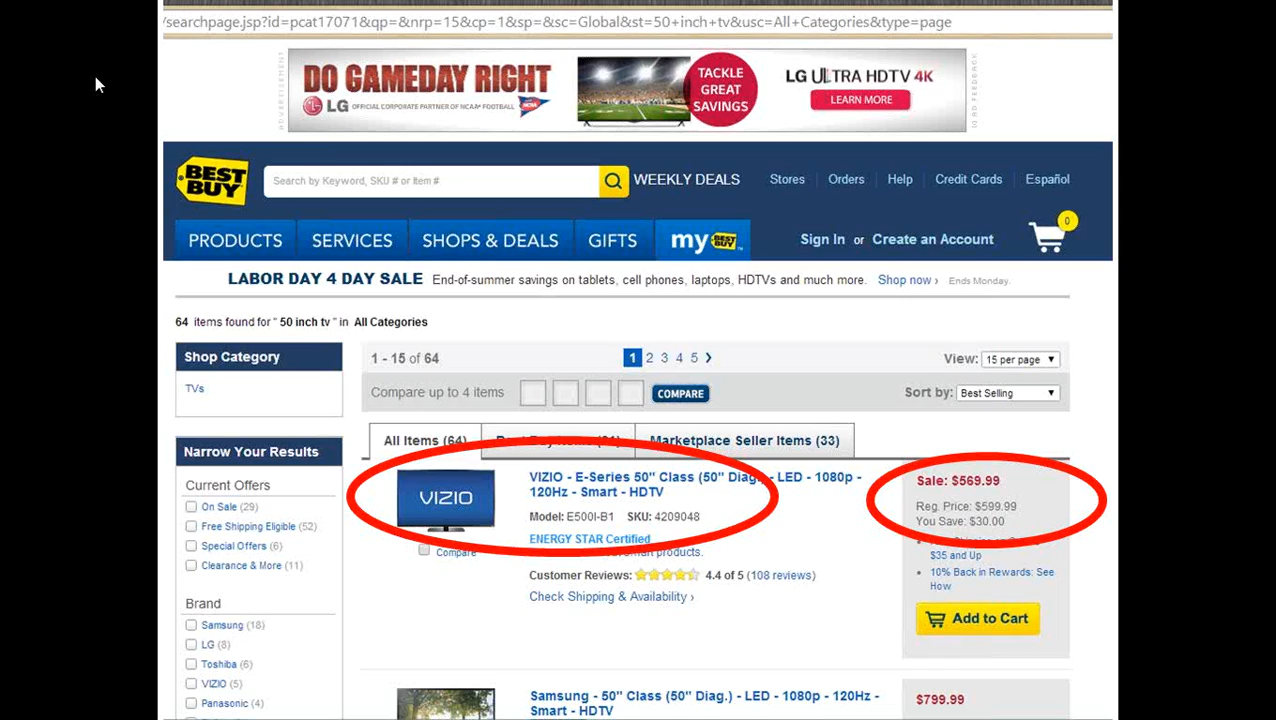 /searchpage.jsp?id=pcat17071&qp=&nrp=15&cp=1&sp=&sc=Global&st=50+inch+tv&usc=All+Categories&type=page
ADVERTISEMENT
DO GAMEDAY RIGHT
LG OFFICIAL CORPORATE PARTNER OF NCAA® FOOTBALL
TACKLE
GREAT
SAVINGS
LG ULTRA HDTV 4K
LEARN MORE
AD FEEDBACK
BEST
BUY
Search by Keyword, SKU # or Item #
WEEKLY DEALS
Stores
Orders
Help
Credit Cards
Español
PRODUCTS
SERVICES
SHOPS & DEALS
GIFTS
my BEST BUY™
Sign In or Create an Account
0
LABOR DAY 4 DAY SALE End-of-summer savings on tablets, cell phones, laptops, HDTVs and much more. Shop now › Ends Monday.
64 items found for " 50 inch tv " in All Categories
Shop Category
TVs
Narrow Your Results
Current Offers
On Sale (29)
Free Shipping Eligible (52)
Special Offers (6)
Clearance & More (11)
Brand
Samsung (18)
LG (8)
Toshiba (6)
VIZIO (5)
Panasonic (4)
1 - 15 of 64
1 2 3 4 5
View: 15 per page
Compare up to 4 items
COMPARE
Sort by: Best Selling
All Items (64)
Marketplace Seller Items (33)
VIZIO
Compare
VIZIO - E-Series 50" Class (50" Diag.) - LED - 1080p -
120Hz - Smart - HDTV
Model: E500I-B1 SKU: 4209048
ENERGY STAR Certified
smart products.
Customer Reviews: 4.4 of 5 (108 reviews)
Check Shipping & Availability ›
Sale: $569.99
Reg. Price: $599.99
You Save: $30.00
$35 and Up
10% Back in Rewards: See
How
Add to Cart
Samsung - 50" Class (50" Diag.) - LED - 1080p - 120Hz -
Smart - HDTV
$799.99